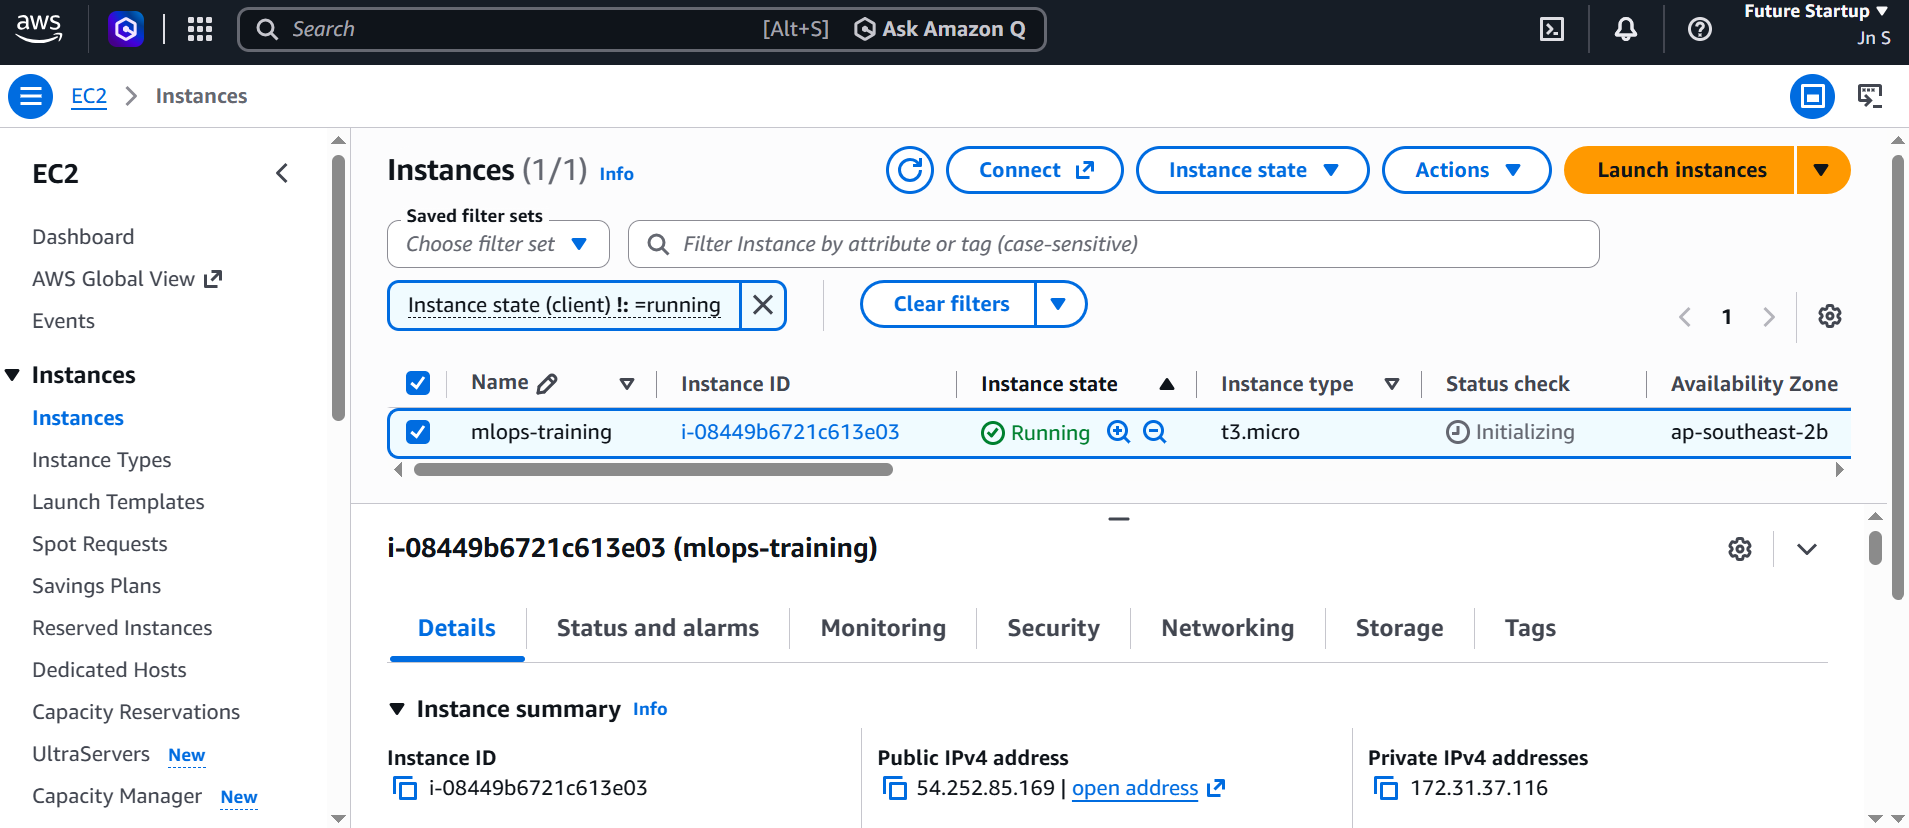 aws
Search [Alt+S] Ask Amazon Q
Future Startup
Jn S
EC2 Instances
EC2
Dashboard
AWS Global View
Events
Instances
Instances
Instance Types
Launch Templates
Spot Requests
Savings Plans
Reserved Instances
Dedicated Hosts
Capacity Reservations
UltraServers New
Capacity Manager New
Instances (1/1) Info
Connect
Instance state
Actions
Launch instances
Saved filter sets
Choose filter set
Filter Instance by attribute or tag (case-sensitive)
Instance state (client) !: =running
Clear filters
1
Name Instance ID Instance state Instance type Status check Availability Zone
mlops-training i-08449b6721c613e03 Running t3.micro Initializing ap-southeast-2b
i-08449b6721c613e03 (mlops-training)
Details Status and alarms Monitoring Security Networking Storage Tags
Instance summary Info
Instance ID
i-08449b6721c613e03
Public IPv4 address
54.252.85.169 | open address
Private IPv4 addresses
172.31.37.116